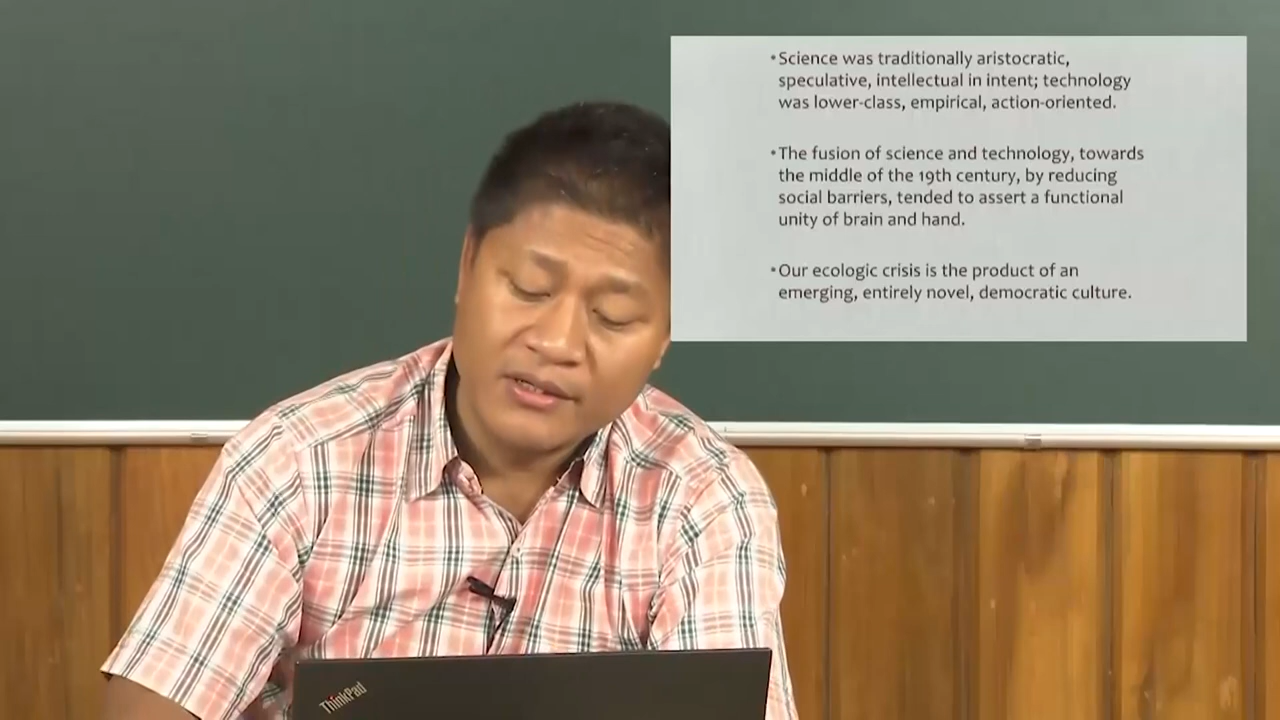 •Science was traditionally aristocratic,
speculative, intellectual in intent; technology
was lower-class, empirical, action-oriented.
•The fusion of science and technology, towards
the middle of the 19th century, by reducing
social barriers, tended to assert a functional
unity of brain and hand.
•Our ecologic crisis is the product of an
emerging, entirely novel, democratic culture.
ThinkPad